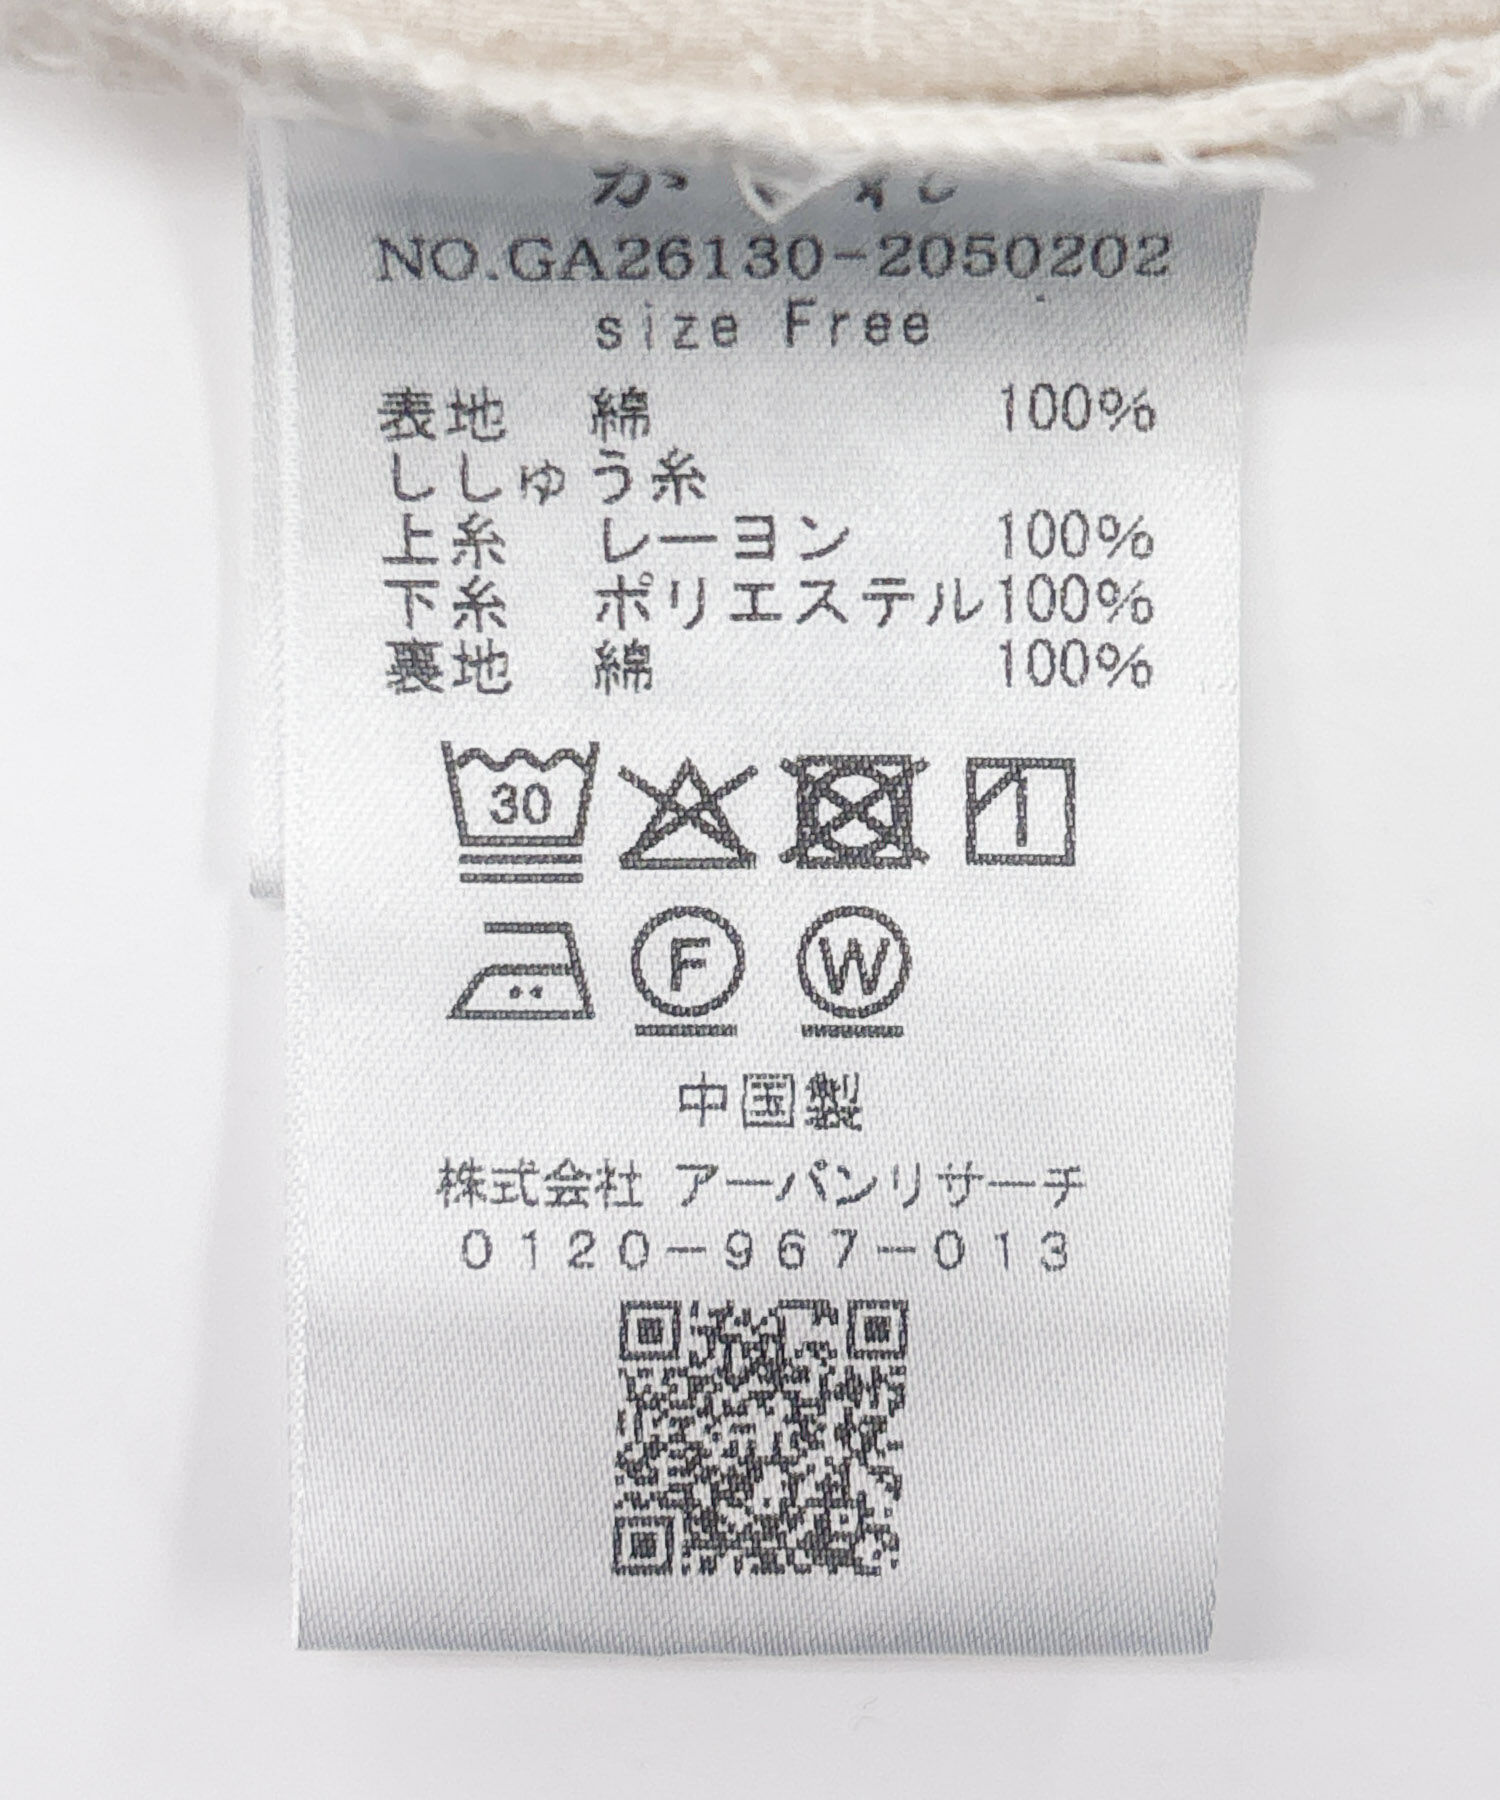 NO.GA26130-2050202
size Free
表地 綿 100%
ししゅう糸
上糸 レーヨン 100%
下糸 ポリエステル100%
裏地 綿 100%
30
F W
中国製
株式会社 アーバンリサーチ
0120-967-013